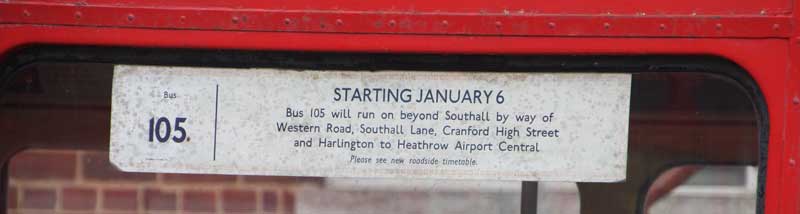 Bus
105.
STARTING JANUARY 6
Bus 105 will run on beyond Southall by way of
Western Road, Southall Lane, Cranford High Street
and Harlington to Heathrow Airport Central
Please see new roadside timetable.